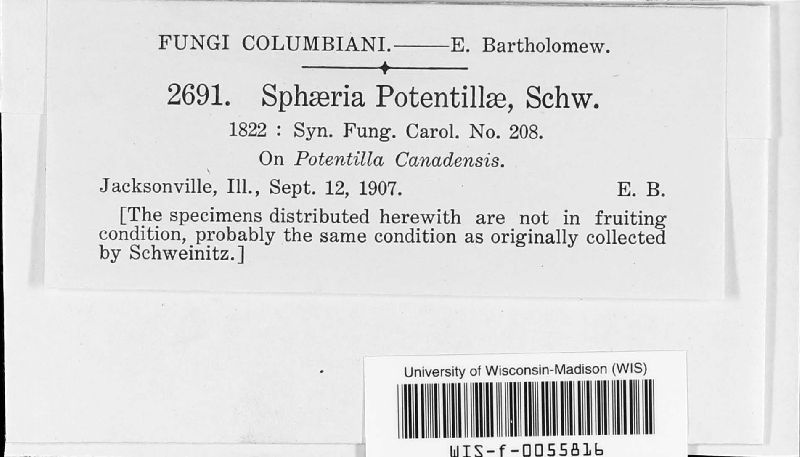 FUNGI COLUMBIANI.——E. Bartholomew.
2691. Sphæria Potentillæ, Schw.
1822 : Syn. Fung. Carol. No. 208.
On Potentilla Canadensis.
Jacksonville, Ill., Sept. 12, 1907. E. B.
[The specimens distributed herewith are not in fruiting
condition, probably the same condition as originally collected
by Schweinitz.]
University of Wisconsin-Madison (WIS)
WIS-f-0055816